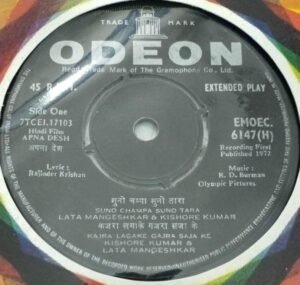 TRADE MARK
ODEON
Regd. Trade Mark of The Gramophone Co., Ltd.
45 R.P.M.
EXTENDED PLAY
Side One
7TCEI.17103
Hindi Film
APNA DESH
अपना देश
EMOEC.
6147(H)
Recording First
Published 1972
Lyric :
Rajinder Krishan
Music :
R. D. Burman
Olympic Pictures
सुनो चम्पा सुनो तारा
SUNO CHAMPA SUNO TARA
LATA MANGESHKAR & KISHORE KUMAR
कजरा लगाके गजरा सजा के
KAJRA LAGAKE GAJRA SAJA KE
KISHORE KUMAR &
LATA MANGESHKAR